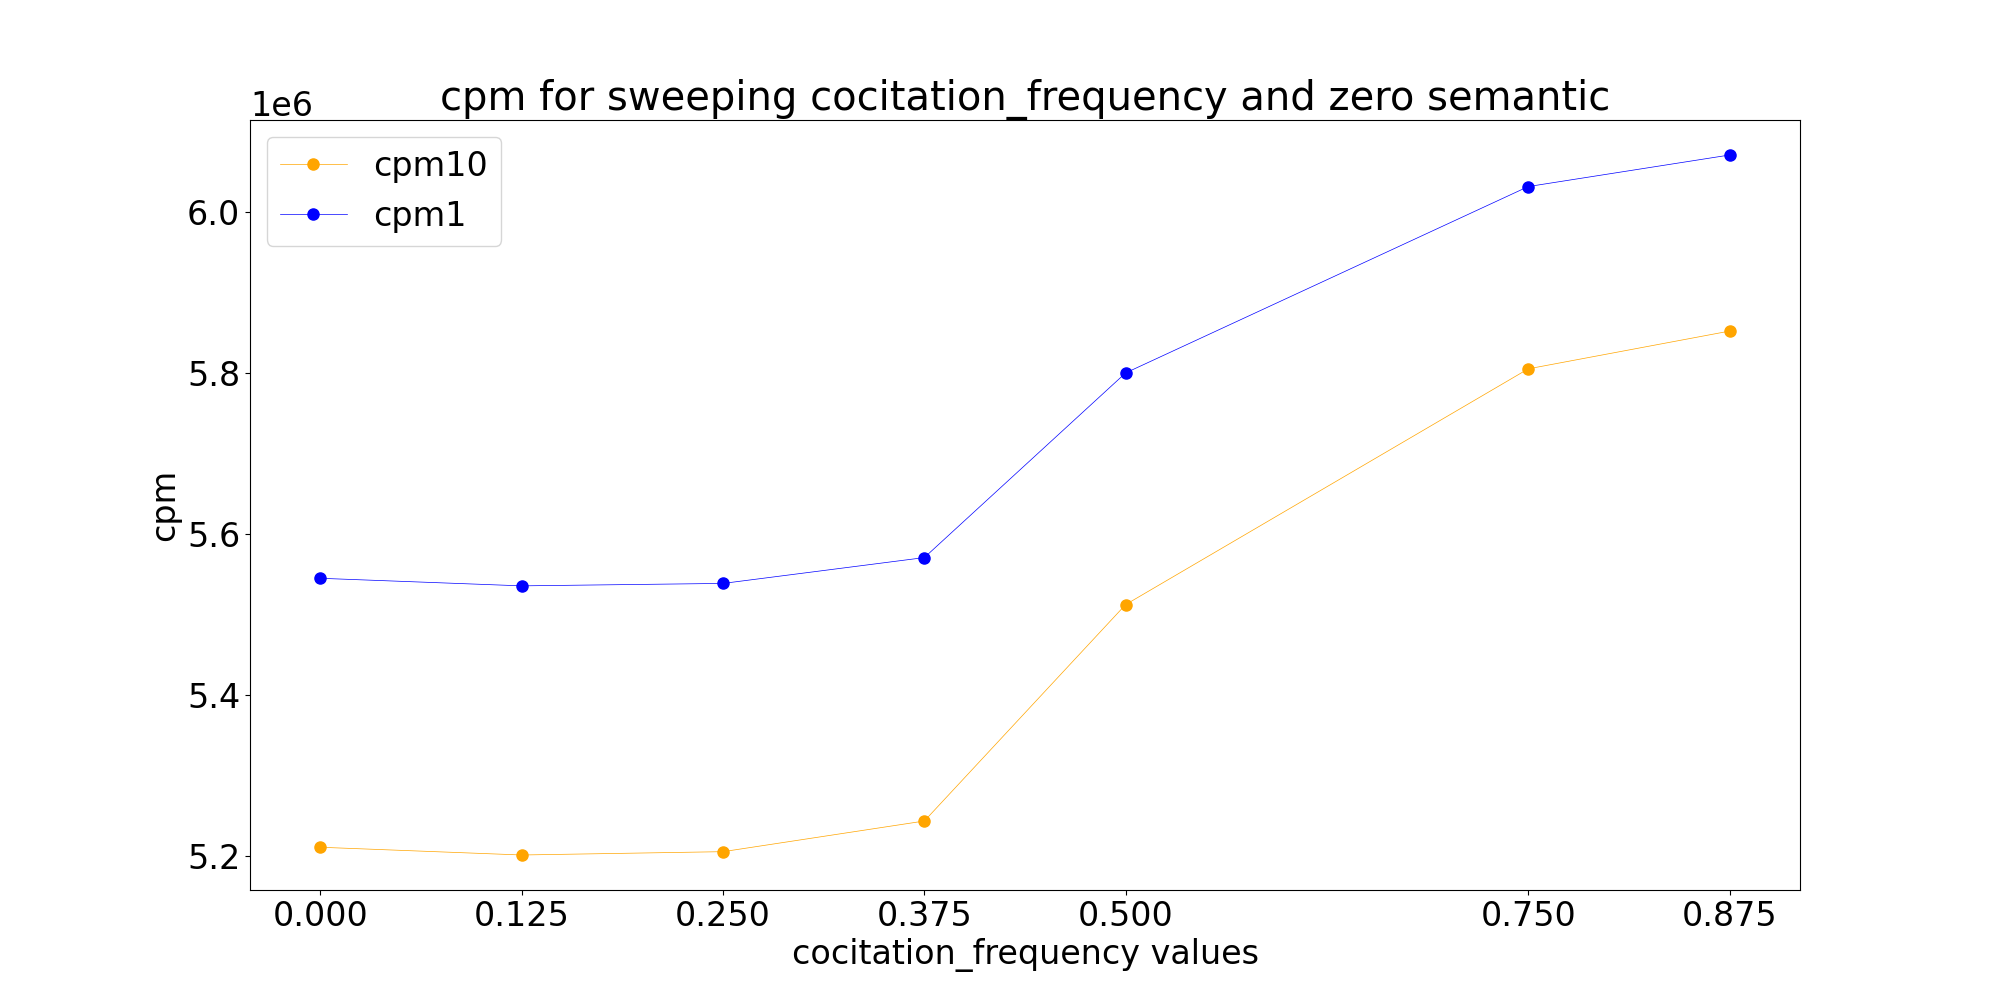 cpm for sweeping cocitation_frequency and zero semantic
1e6
cpm10
cpm1
6.0
5.8
5.6
5.4
5.2
cpm
0.000 0.125 0.250 0.375 0.500 0.750 0.875
cocitation_frequency values